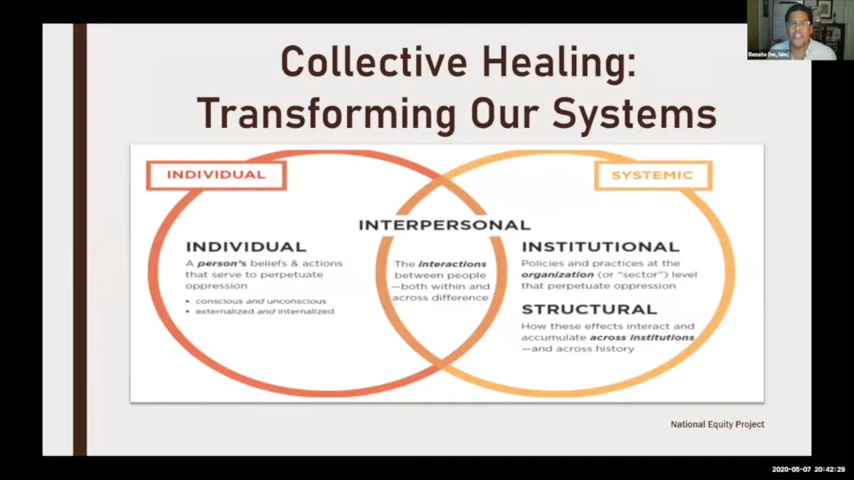 Collective Healing:
Transforming Our Systems
INDIVIDUAL
SYSTEMIC
INTERPERSONAL
INDIVIDUAL
A person's beliefs & actions
that serve to perpetuate
oppression
• conscious and unconscious
• externalized and internalized
The interactions
between people
—both within and
across difference
INSTITUTIONAL
Policies and practices at the
organization (or "sector") level
that perpetuate oppression
STRUCTURAL
How these effects interact and
accumulate across institutions
—and across history
National Equity Project
Renato (he, him)
2020-05-07 20:42:29